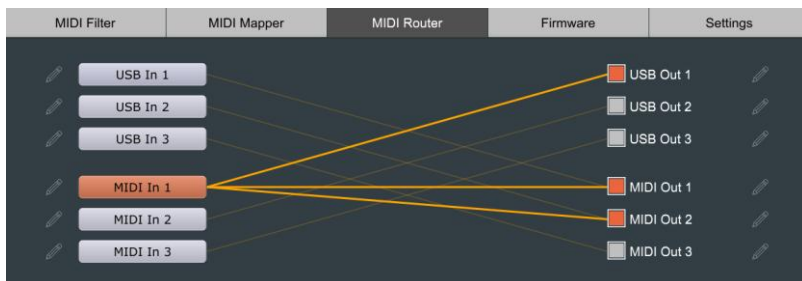 MIDI Filter MIDI Mapper MIDI Router Firmware Settings
USB In 1 USB Out 1
USB In 2 USB Out 2
USB In 3 USB Out 3
MIDI In 1 MIDI Out 1
MIDI In 2 MIDI Out 2
MIDI In 3 MIDI Out 3